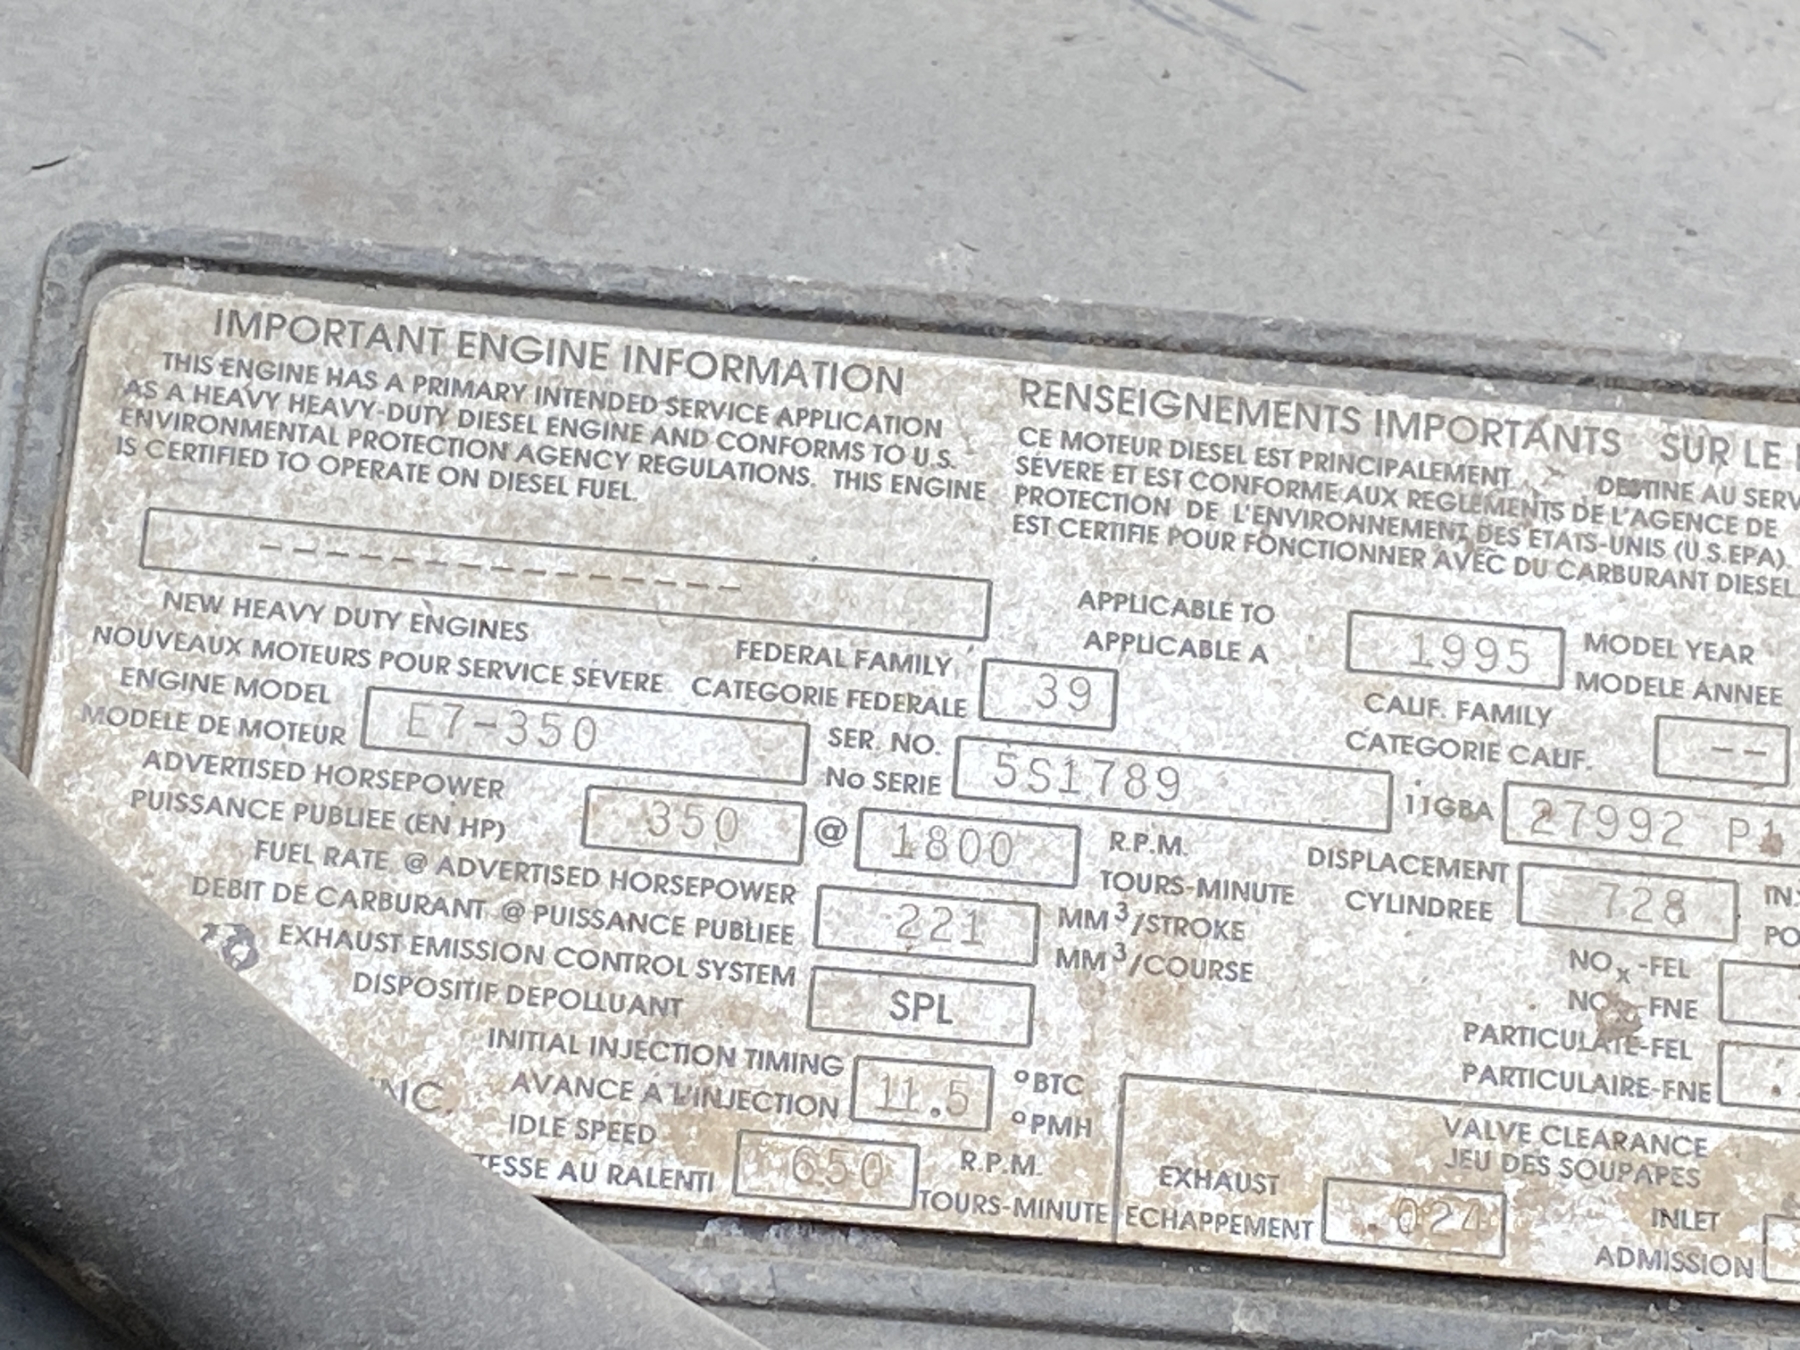 IMPORTANT ENGINE INFORMATION
THIS ENGINE HAS A PRIMARY INTENDED SERVICE APPLICATION
AS A HEAVY HEAVY-DUTY DIESEL ENGINE AND CONFORMS TO U.S.
ENVIRONMENTAL PROTECTION AGENCY REGULATIONS. THIS ENGINE
IS CERTIFIED TO OPERATE ON DIESEL FUEL.
RENSEIGNEMENTS IMPORTANTS SUR LE
CE MOTEUR DIESEL EST PRINCIPALEMENT DESTINE AU SERV
SÉVERE ET EST CONFORME AUX REGLEMENTS DE L'AGENCE DE
PROTECTION DE L'ENVIRONNEMENT DES ETATS-UNIS (U.S.EPA).
EST CERTIFIE POUR FONCTIONNER AVEC DU CARBURANT DIESEL
- - - - - - - - - - - - - -
NEW HEAVY DUTY ENGINES
NOUVEAUX MOTEURS POUR SERVICE SEVERE
FEDERAL FAMILY
CATEGORIE FEDERALE
39
APPLICABLE TO
APPLICABLE A
1995
MODEL YEAR
MODELE ANNEE
ENGINE MODEL
MODELE DE MOTEUR
E7-350
SER. NO.
No SERIE
5S1789
CALIF. FAMILY
CATEGORIE CALIF.
--
11GBA
27992 P1
ADVERTISED HORSEPOWER
PUISSANCE PUBLIEE (EN HP)
350
@
1800
R.P.M.
TOURS-MINUTE
DISPLACEMENT
CYLINDREE
728
IN.
PO
FUEL RATE @ ADVERTISED HORSEPOWER
DEBIT DE CARBURANT @ PUISSANCE PUBLIEE
221
MM³/STROKE
MM³/COURSE
NOx-FEL
NOx-FNE
EXHAUST EMISSION CONTROL SYSTEM
DISPOSITIF DEPOLLUANT
SPL
PARTICULATE-FEL
PARTICULAIRE-FNE
.
INITIAL INJECTION TIMING
AVANCE A L'INJECTION
11.5
°BTC
°PMH
INC.
IDLE SPEED
TESSE AU RALENTI
650
R.P.M.
TOURS-MINUTE
VALVE CLEARANCE
JEU DES SOUPAPES
EXHAUST
ECHAPPEMENT
.024
INLET
ADMISSION